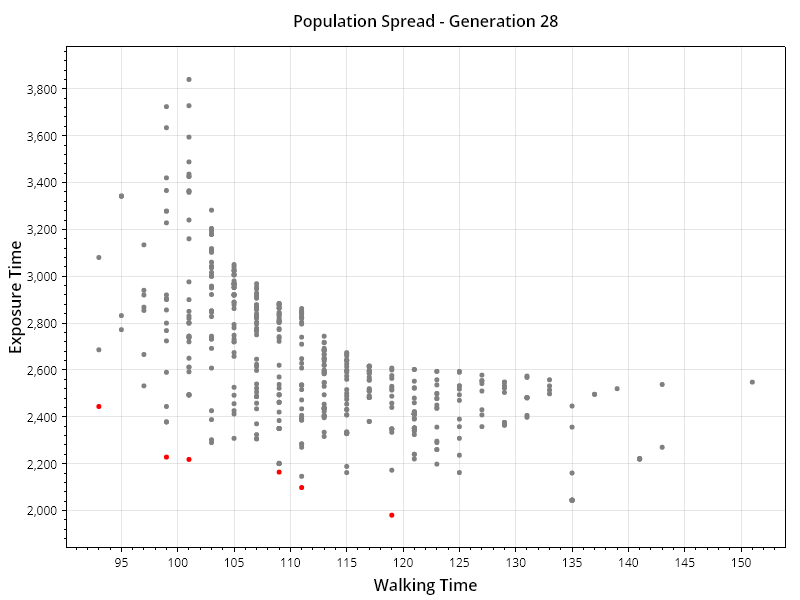 Population Spread - Generation 28
3,800
3,600
3,400
3,200
3,000
2,800
2,600
2,400
2,200
2,000
Exposure Time
95 100 105 110 115 120 125 130 135 140 145 150
Walking Time